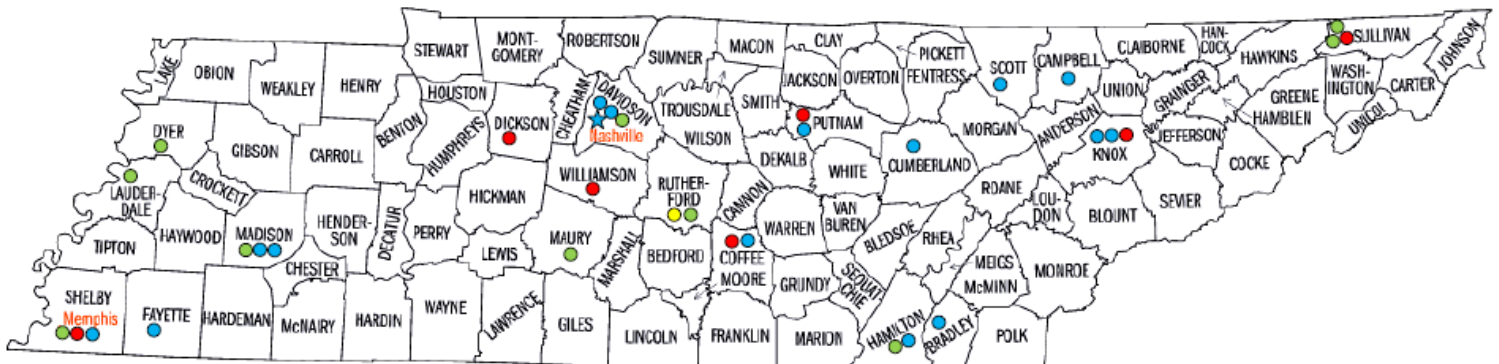 STEWART
MONT-
GOMERY
ROBERTSON
SUMNER
MACON
CLAY
PICKETT
SCOTT
CAMPBELL
CLAIBORNE
HAN-
COCK
HAWKINS
SULLIVAN
JOHNSON
LAKE
OBION
WEAKLEY
HENRY
HOUSTON
CHEATHAM
DAVIDSON
Nashville
TROUSDALE
SMITH
JACKSON
OVERTON
FENTRESS
UNION
GRAINGER
GREENE
HAMBLEN
WASH-
INGTON
CARTER
UNICOI
DYER
GIBSON
CARROLL
BENTON
HUMPHREYS
DICKSON
WILSON
PUTNAM
MORGAN
ANDERSON
KNOX
JEFFERSON
COCKE
LAUDER-
DALE
CROCKETT
HICKMAN
WILLIAMSON
RUTHER-
FORD
CANNON
DEKALB
WHITE
CUMBERLAND
ROANE
LOU-
DON
BLOUNT
SEVIER
TIPTON
HAYWOOD
MADISON
HENDER-
SON
DECATUR
PERRY
LEWIS
MAURY
MARSHALL
BEDFORD
COFFEE
WARREN
VAN
BUREN
BLEDSOE
RHEA
MEIGS
McMINN
MONROE
CHESTER
MOORE
GRUNDY
SEQUAT-
CHIE
SHELBY
Memphis
FAYETTE
HARDEMAN
McNAIRY
HARDIN
WAYNE
LAWRENCE
GILES
LINCOLN
FRANKLIN
MARION
HAMILTON
BRADLEY
POLK